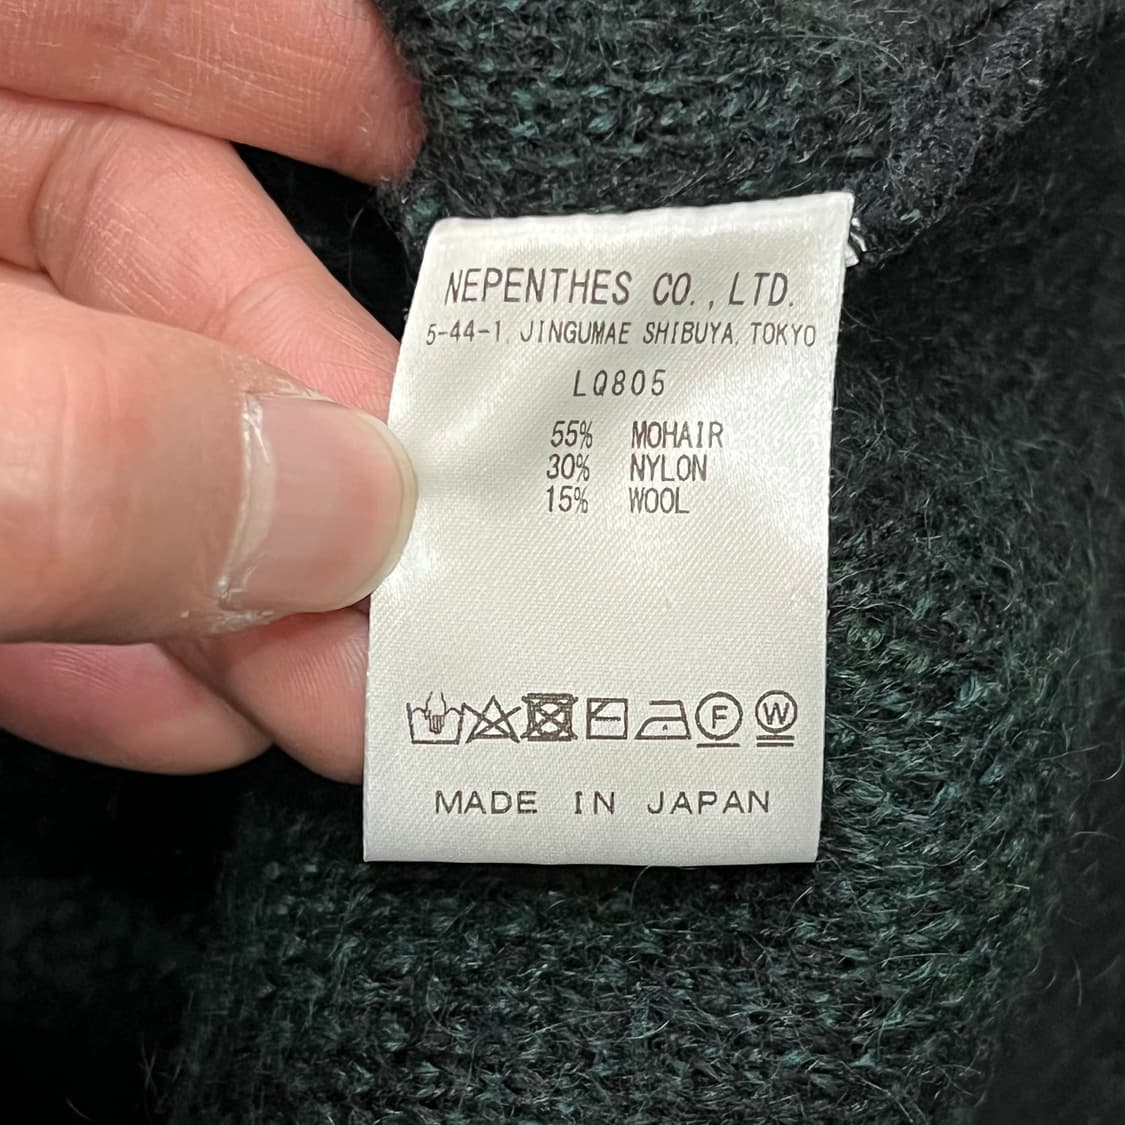 NEPENTHES CO., LTD.
5-44-1, JINGUMAE SHIBUYA, TOKYO
LQ805
55% MOHAIR
30% NYLON
15% WOOL
F W
MADE IN JAPAN